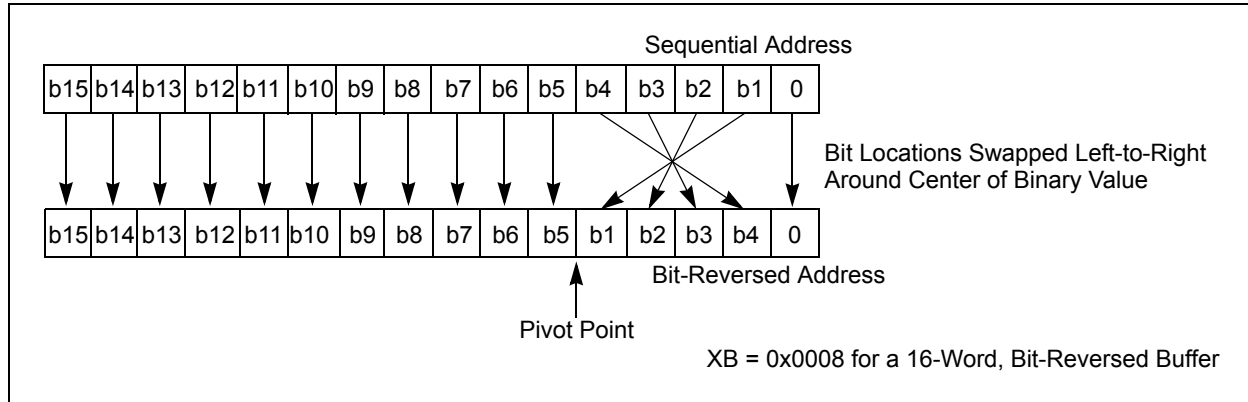 Sequential Address
b15 b14 b13 b12 b11 b10 b9 b8 b7 b6 b5 b4 b3 b2 b1 0
Bit Locations Swapped Left-to-Right
Around Center of Binary Value
b15 b14 b13 b12 b11 b10 b9 b8 b7 b6 b5 b1 b2 b3 b4 0
Bit-Reversed Address
Pivot Point
XB = 0x0008 for a 16-Word, Bit-Reversed Buffer